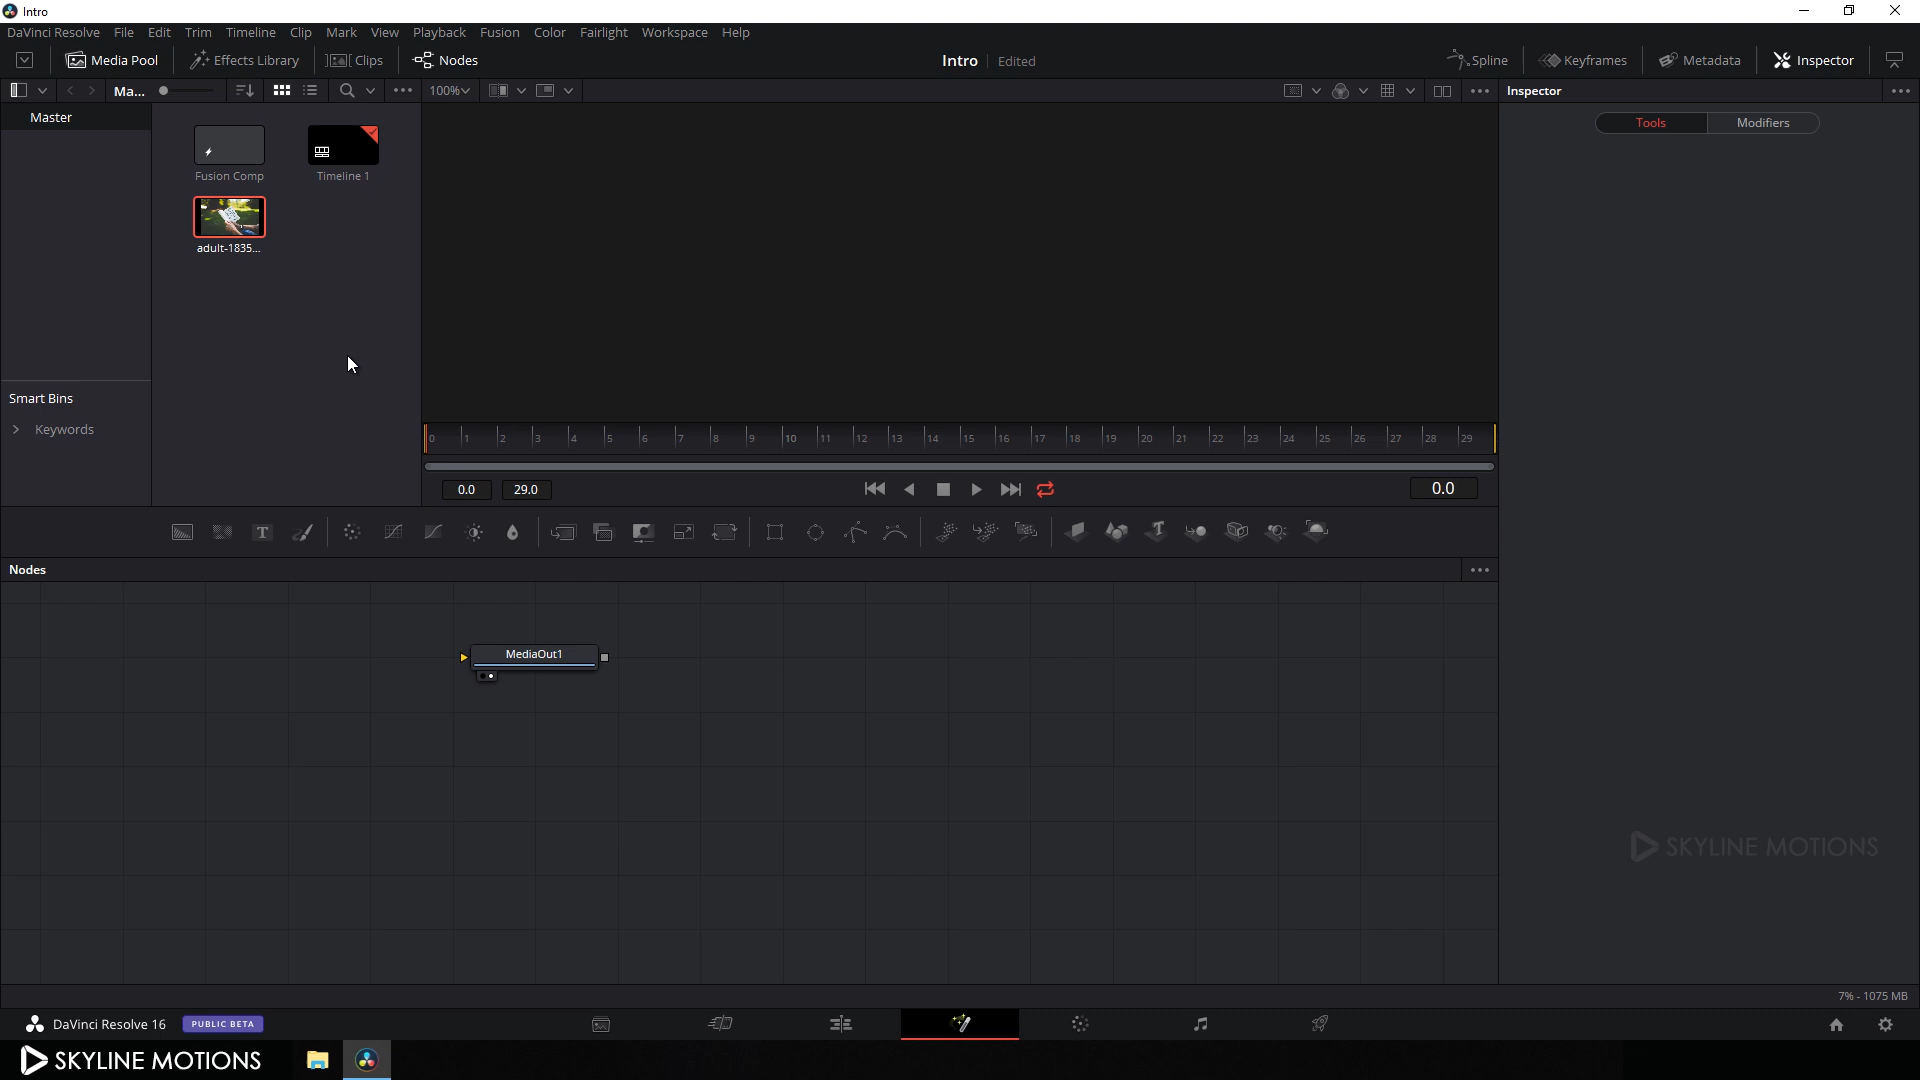 Intro
DaVinci Resolve File Edit Trim Timeline Clip Mark View Playback Fusion Color Fairlight Workspace Help
Media Pool Effects Library Clips Nodes Intro Edited Spline Keyframes Metadata Inspector
Ma... 100% Inspector
Master
Tools Modifiers
Fusion Comp Timeline 1
adult-1835...
Smart Bins
Keywords
0 1 2 3 4 5 6 7 8 9 10 11 12 13 14 15 16 17 18 19 20 21 22 23 24 25 26 27 28 29
0.0 29.0 0.0
Nodes
MediaOut1
SKYLINE MOTIONS
7% - 1075 MB
DaVinci Resolve 16 PUBLIC BETA
SKYLINE MOTIONS